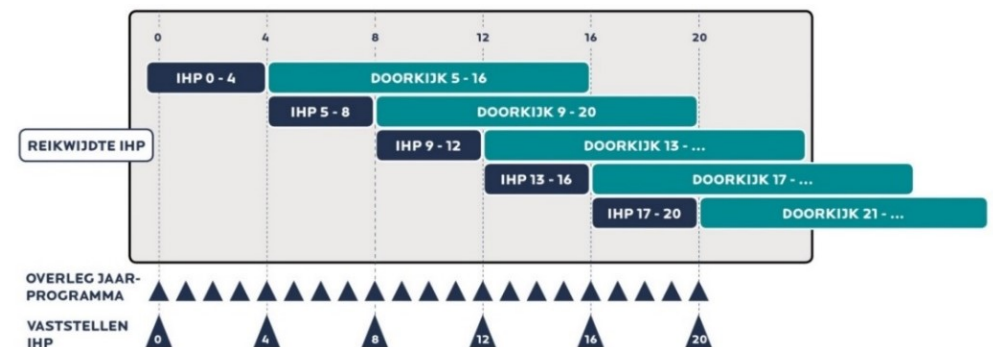 0 4 8 12 16 20
IHP 0 - 4 DOORKIJK 5 - 16
IHP 5 - 8 DOORKIJK 9 - 20
REIKWIJDTE IHP IHP 9 - 12 DOORKIJK 13 - ...
IHP 13 - 16 DOORKIJK 17 - ...
IHP 17 - 20 DOORKIJK 21 - ...
OVERLEG JAAR-
PROGRAMMA
VASTSTELLEN
IHP 0 4 8 12 16 20